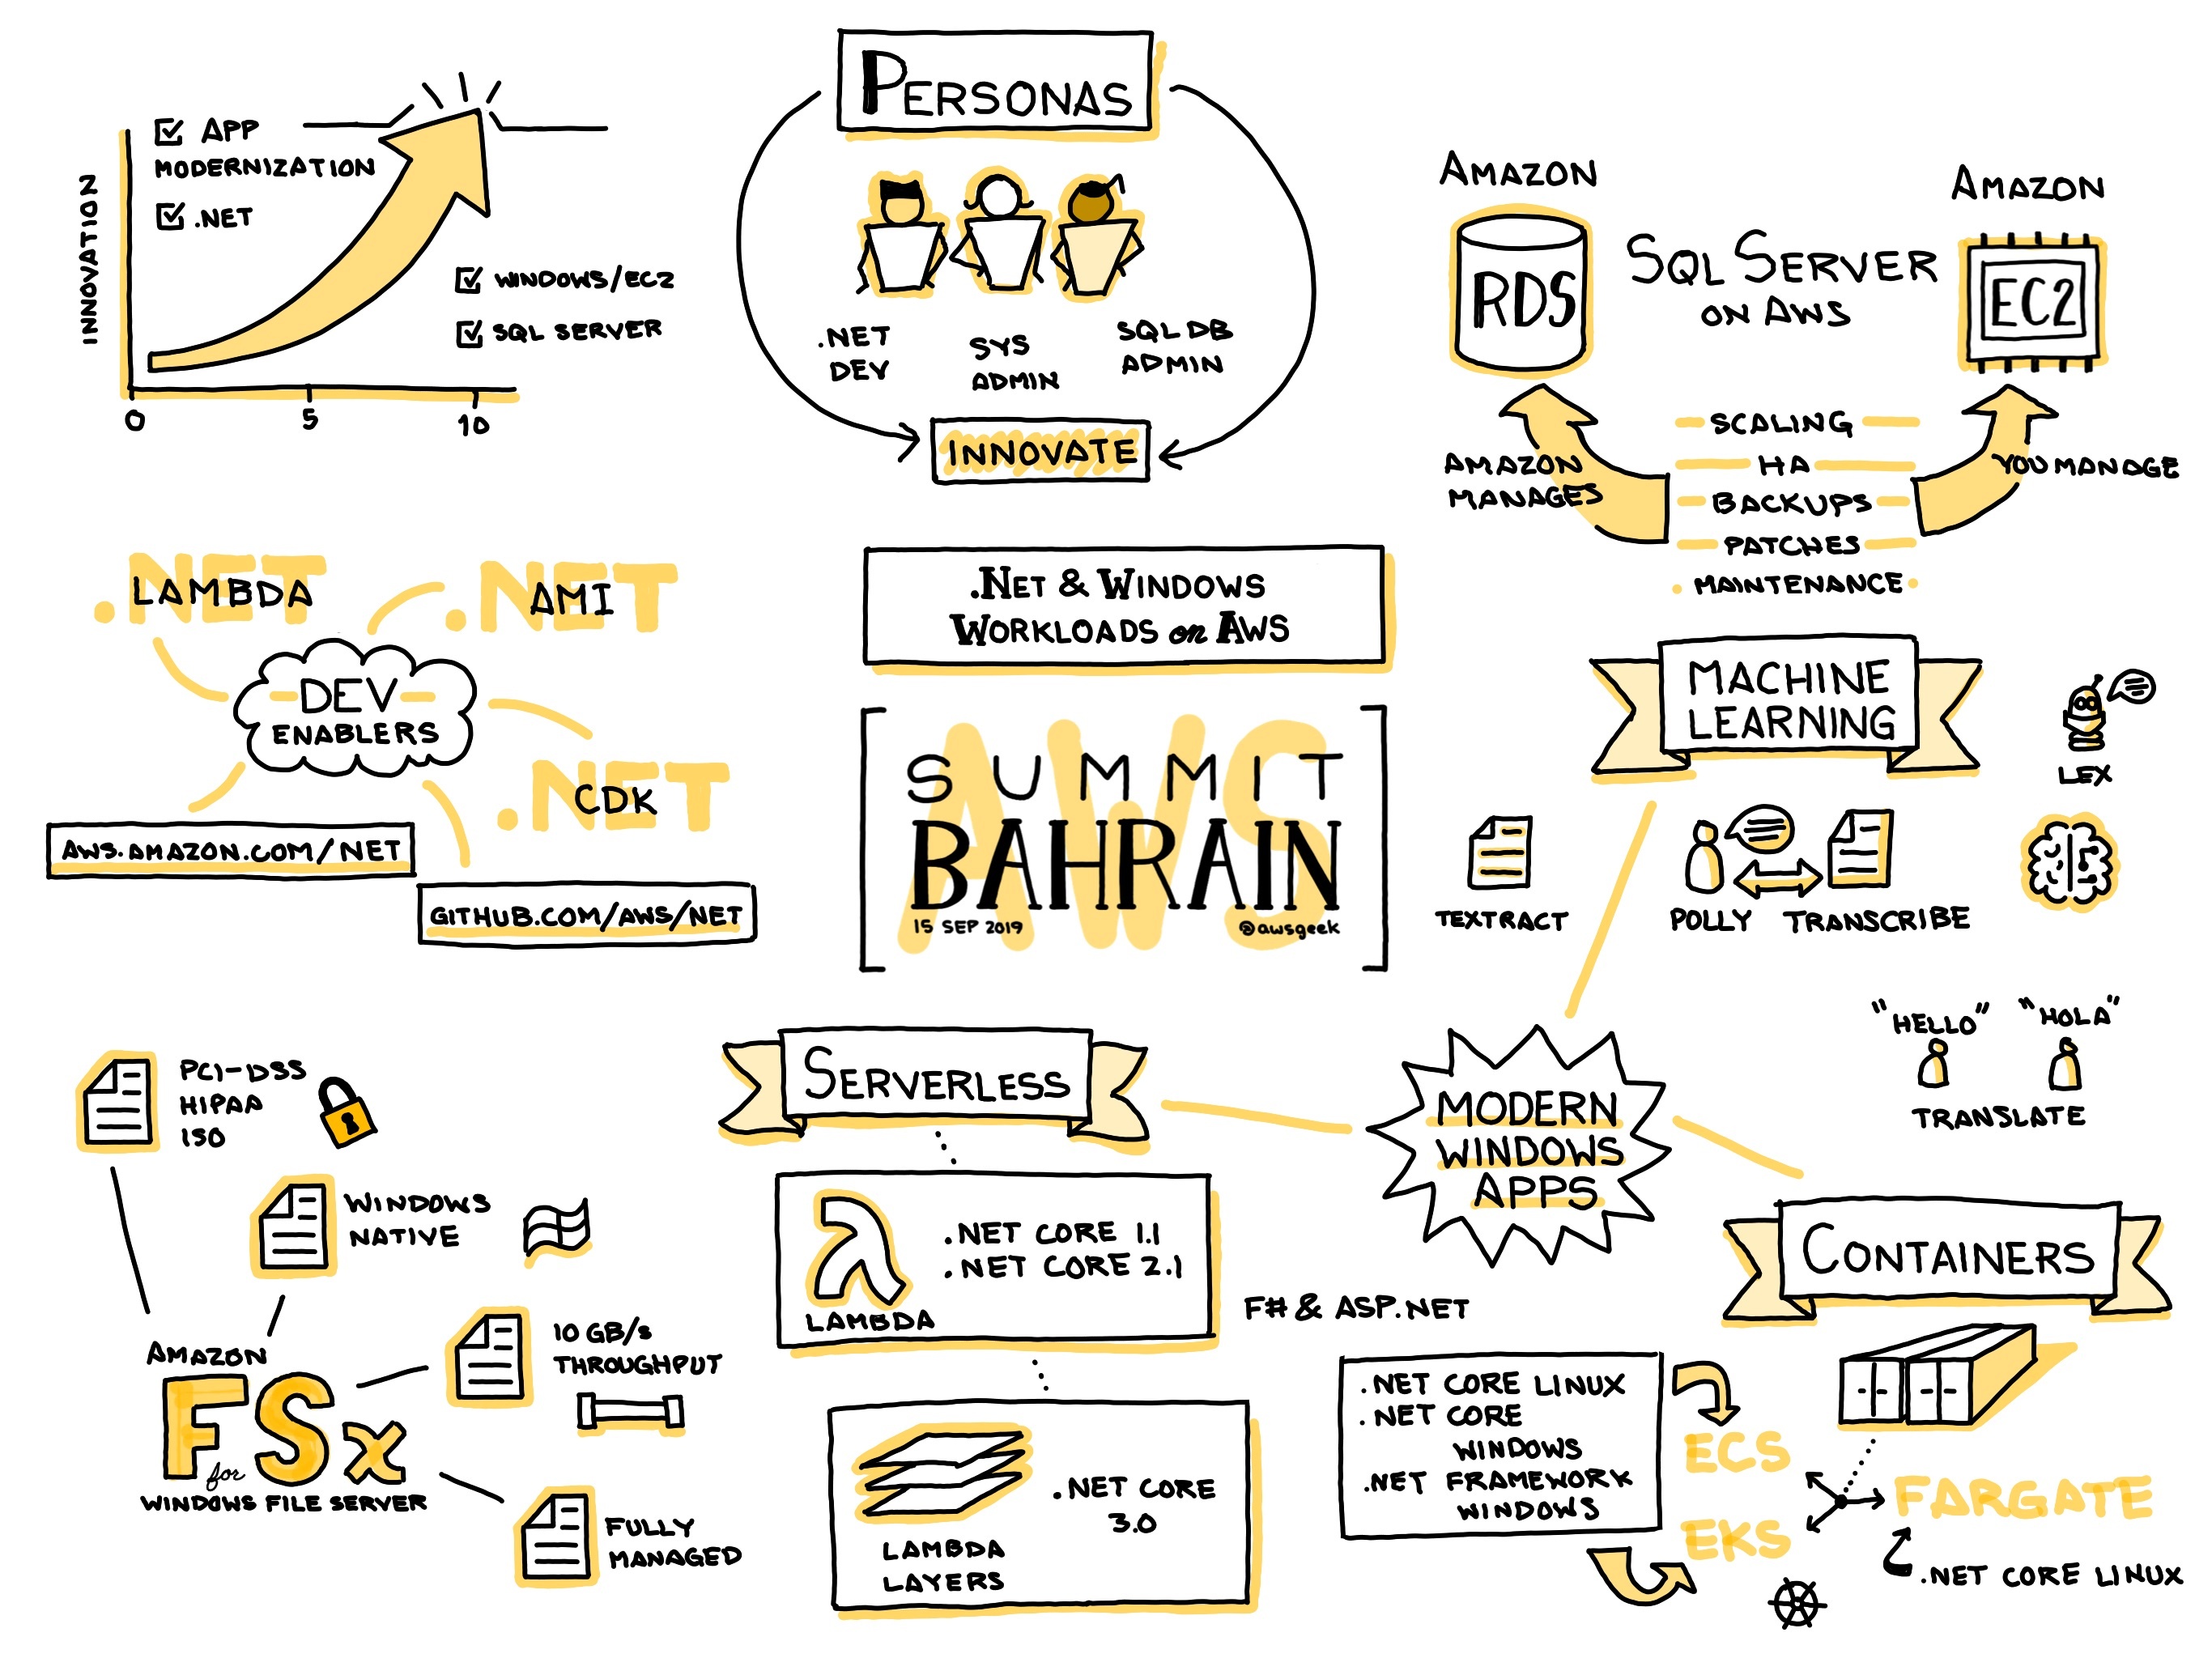 INNOVATION
APP
MODERNIZATION
.NET
WINDOWS/EC2
SQL SERVER
0 5 10
PERSONAS
.NET
DEV
SYS
ADMIN
SQL DB
ADMIN
INNOVATE
AMAZON
RDS
SQL SERVER
ON AWS
AMAZON
EC2
AMAZON
MANAGES
SCALING
HA
BACKUPS
PATCHES
MAINTENANCE
YOU MANAGE
.NET
LAMBDA
.NET
AMI
DEV
ENABLERS
.NET
CDK
AWS.AMAZON.COM/NET
GITHUB.COM/AWS/NET
.NET & WINDOWS
WORKLOADS on AWS
AWS
SUMMIT
BAHRAIN
15 SEP 2019 @awsgeek
MACHINE
LEARNING
LEX
TEXTRACT
POLLY
TRANSCRIBE
"HELLO" "HOLA"
TRANSLATE
PCI-DSS
HIPAA
ISO
WINDOWS
NATIVE
10 GB/s
THROUGHPUT
AMAZON
FSx
for
WINDOWS FILE SERVER
FULLY
MANAGED
SERVERLESS
.NET CORE 1.1
.NET CORE 2.1
LAMBDA
.NET CORE
3.0
LAMBDA
LAYERS
MODERN
WINDOWS
APPS
F# & ASP.NET
CONTAINERS
.NET CORE LINUX
.NET CORE
WINDOWS
.NET FRAMEWORK
WINDOWS
ECS
EKS
FARGATE
.NET CORE LINUX